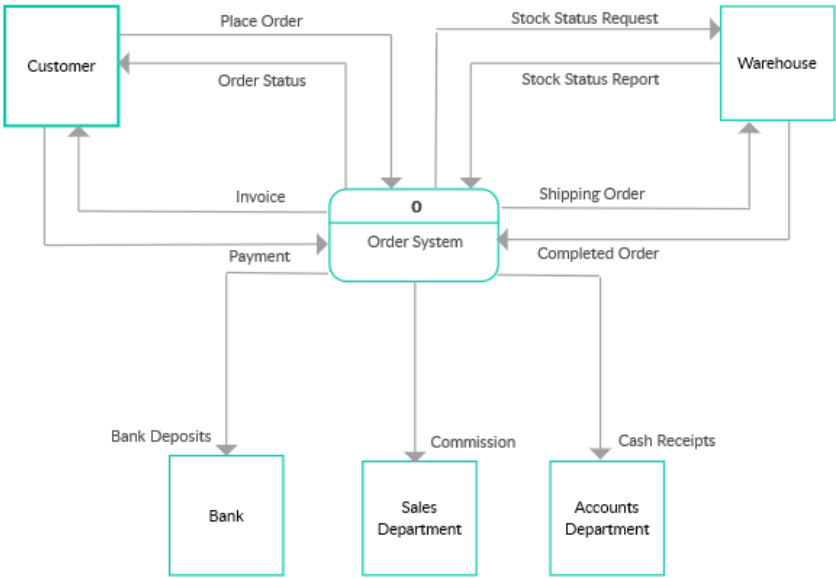 Place Order
Stock Status Request
Customer
Warehouse
Order Status
Stock Status Report
Invoice
Shipping Order
0
Order System
Payment
Completed Order
Bank Deposits
Commission
Cash Receipts
Bank
Sales
Department
Accounts
Department